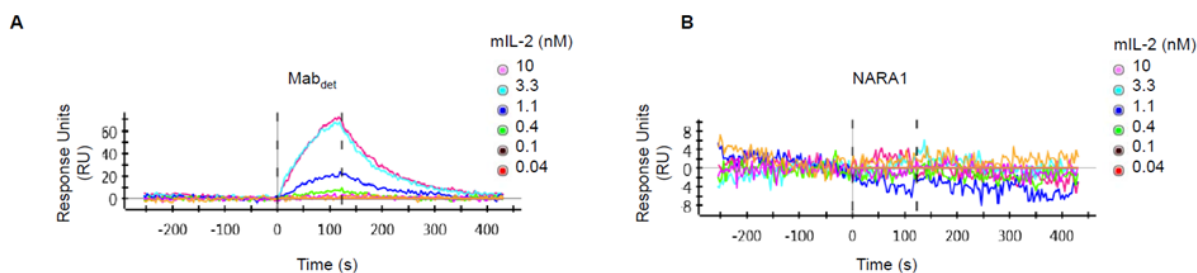 A
Mab_det
mIL-2 (nM)
10
3.3
1.1
0.4
0.1
0.04
Response Units
(RU)
60
40
20
0
-200
-100
0
100
200
300
400
Time (s)
B
NARA1
mIL-2 (nM)
10
3.3
1.1
0.4
0.1
0.04
Response Units
(RU)
8
4
0
4
8
-200
-100
0
100
200
300
400
Time (s)